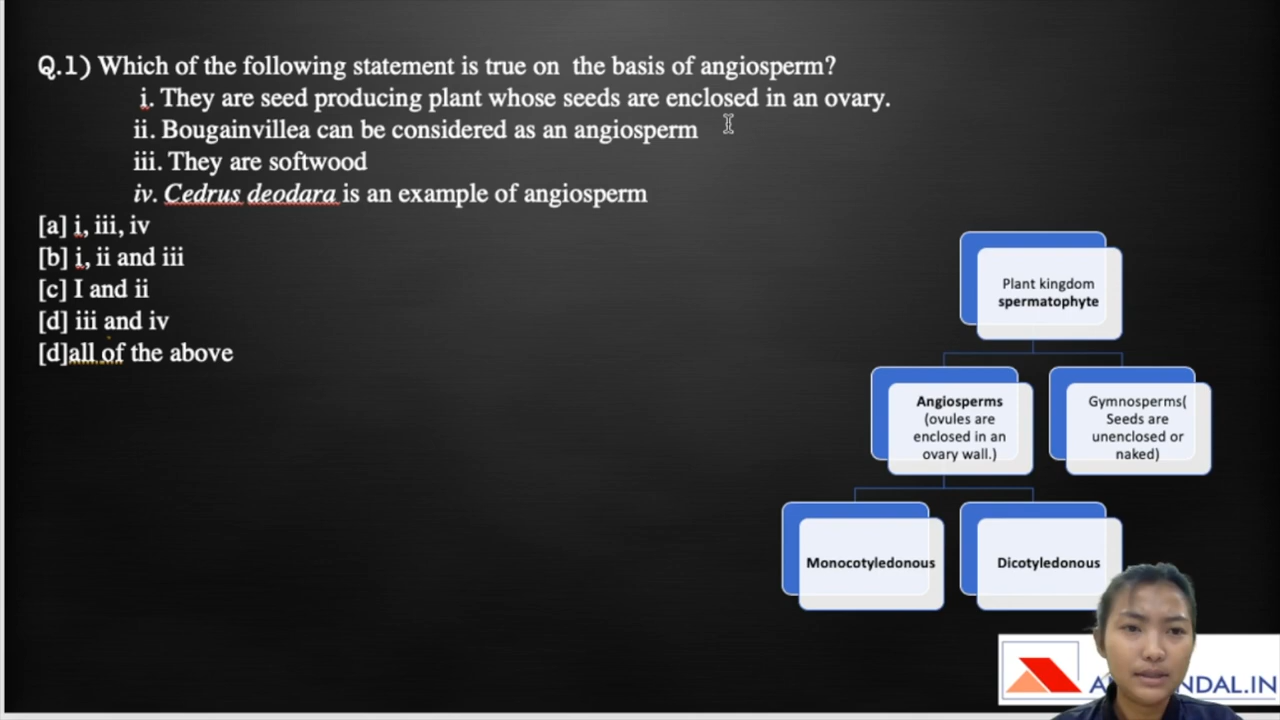 Q.1) Which of the following statement is true on the basis of angiosperm?
i. They are seed producing plant whose seeds are enclosed in an ovary.
ii. Bougainvillea can be considered as an angiosperm
iii. They are softwood
iv. Cedrus deodara is an example of angiosperm
[a] i, iii, iv
[b] i, ii and iii
[c] I and ii
[d] iii and iv
[d]all of the above
Plant kingdom
spermatophyte
Angiosperms
(ovules are
enclosed in an
ovary wall.)
Gymnosperms(
Seeds are
unenclosed or
naked)
Monocotyledonous
Dicotyledonous
NDAL.IN